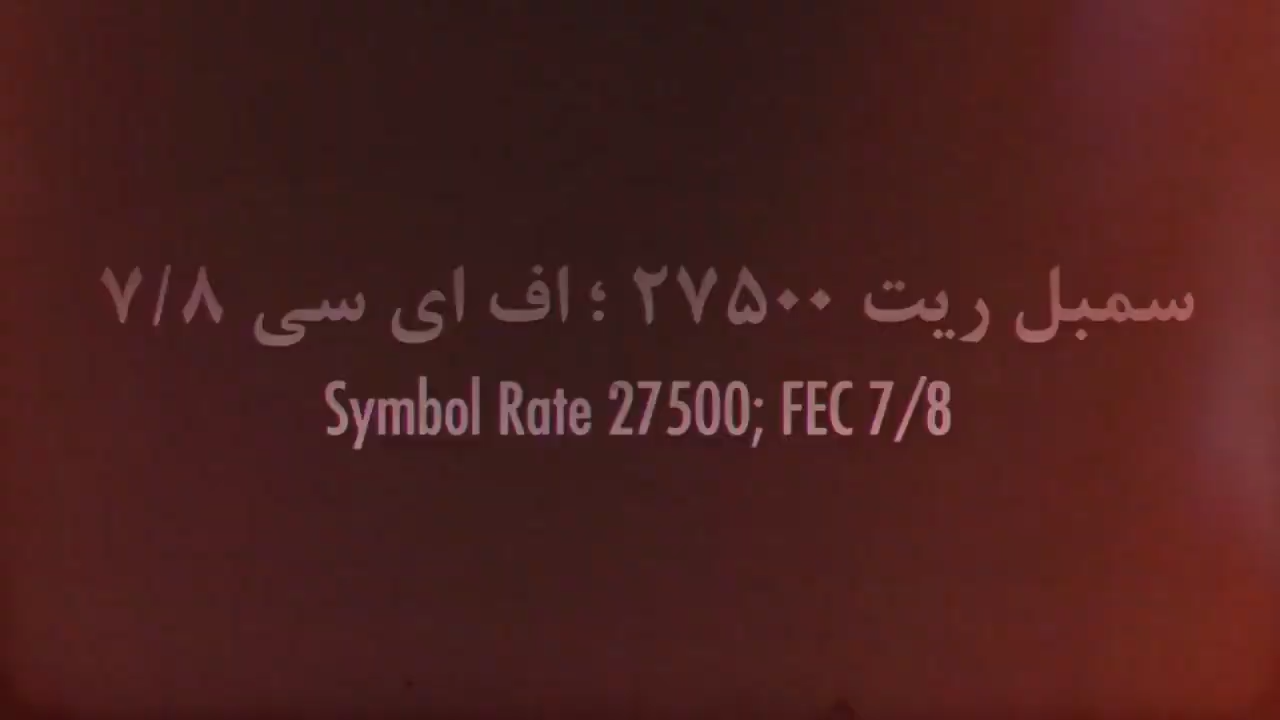 سمبل ریت ۲۷۵۰۰ ؛ اف ای سی ۷/۸
Symbol Rate 27500; FEC 7/8